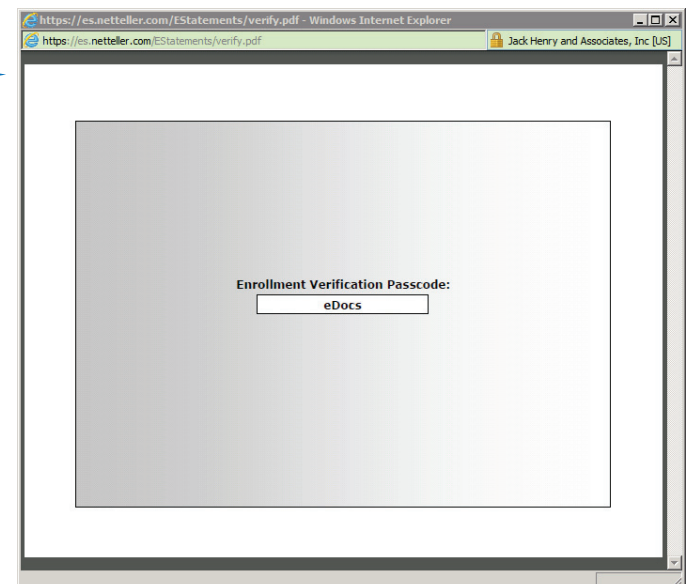 https://es.netteller.com/EStatements/verify.pdf - Windows Internet Explorer
https://es.netteller.com/EStatements/verify.pdf Jack Henry and Associates, Inc [US]
Enrollment Verification Passcode:
eDocs